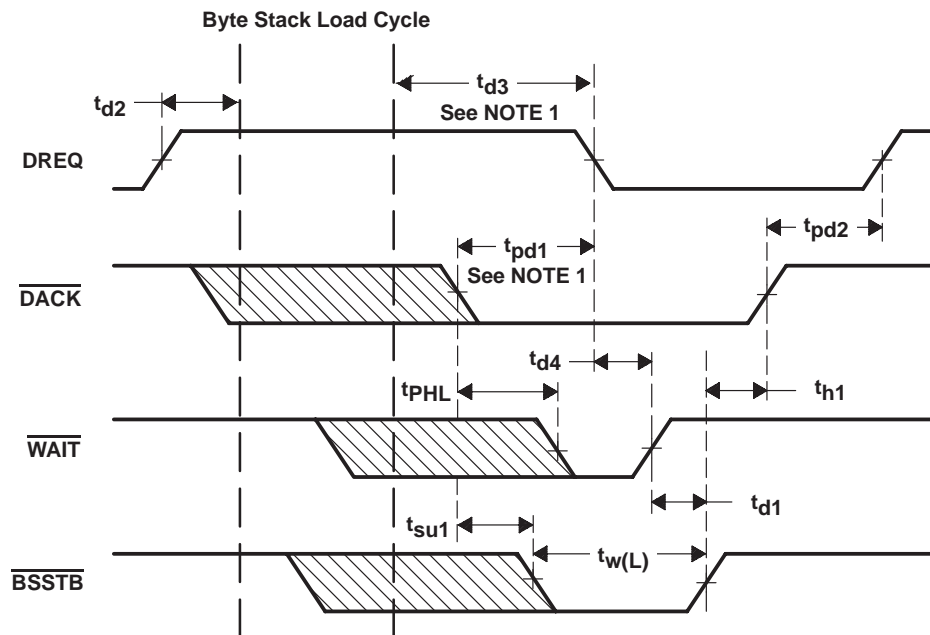 Byte Stack Load Cycle
td3
td2
See NOTE 1
DREQ
tpd2
tpd1
See NOTE 1
DACK
td4
tPHL
th1
WAIT
td1
tsu1
tw(L)
BSSTB